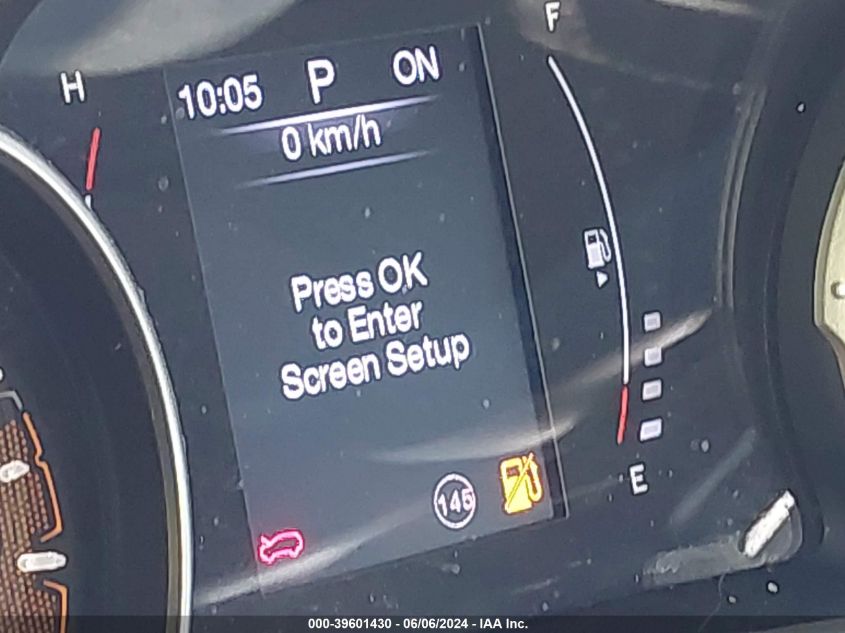 F
H
10:05 P ON
0 km/h
Press OK
to Enter
Screen Setup
E
145
000-39601430 - 06/06/2024 - IAA Inc.